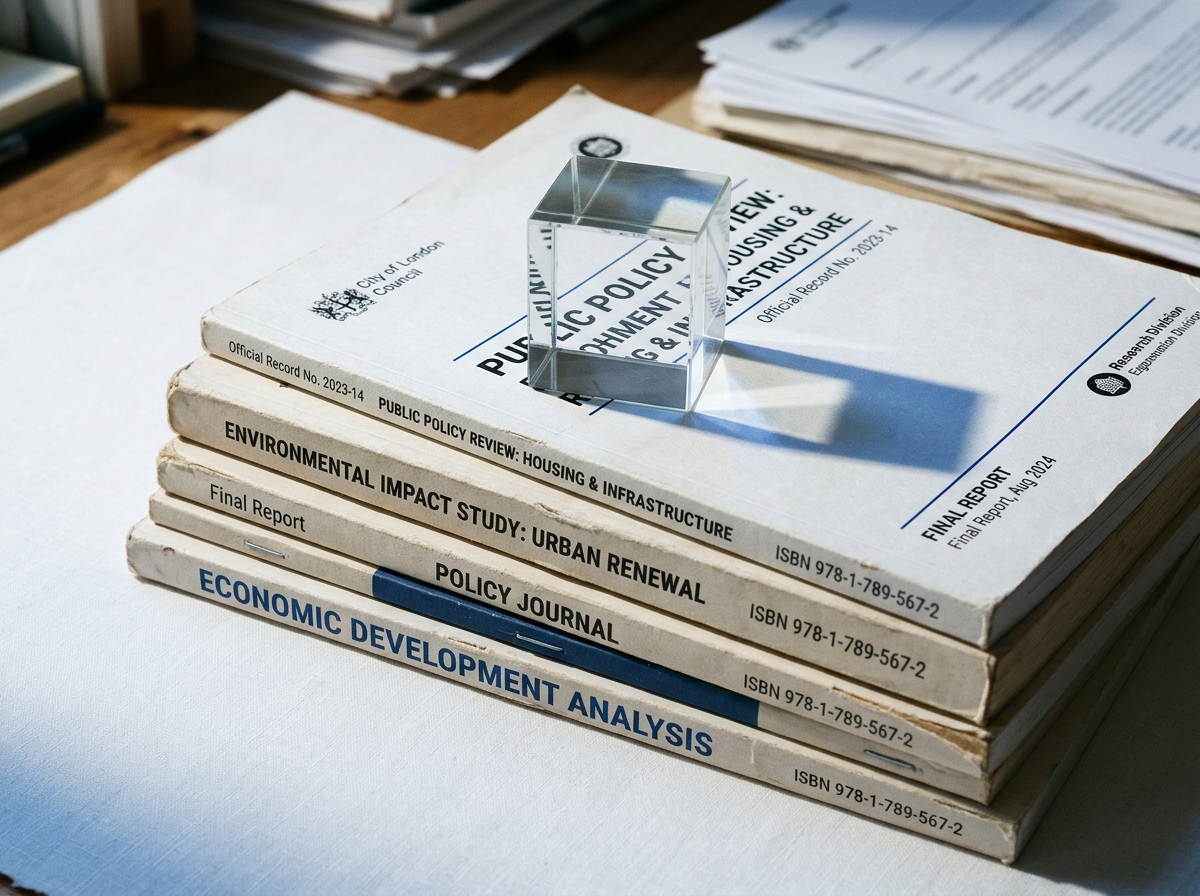 City of London
Council
PUBLIC POLICY
HOUSING &
Official Record No. 2023-14
Research Division
FINAL REPORT
Final Report, Aug 2024
Official Record No. 2023-14 PUBLIC POLICY REVIEW: HOUSING & INFRASTRUCTURE ISBN 978-1-789-567-2
ENVIRONMENTAL IMPACT STUDY: URBAN RENEWAL ISBN 978-1-789-567-2
Final Report POLICY JOURNAL ISBN 978-1-789-567-2
ECONOMIC DEVELOPMENT ANALYSIS ISBN 978-1-789-567-2